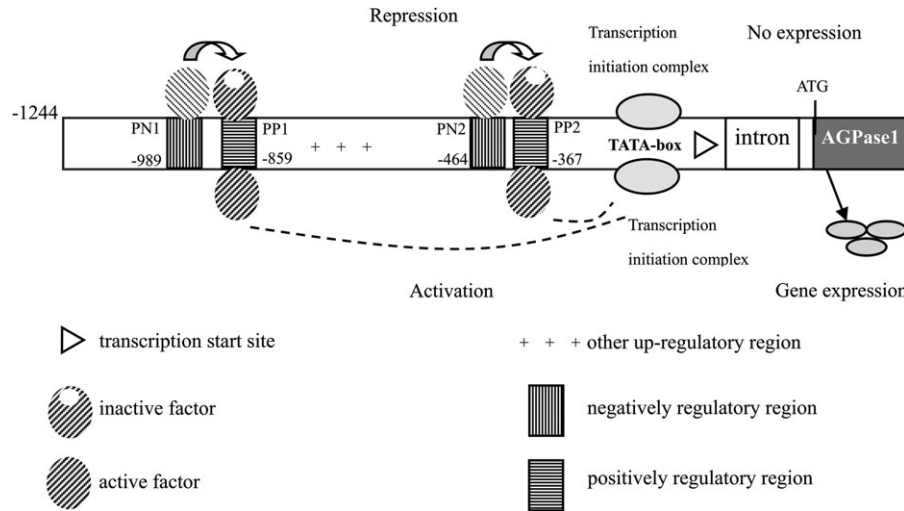 Repression
Transcription
initiation complex
No expression
ATG
-1244
PN1
PP1
PN2
PP2
-989
-859
+ + +
-464
-367
TATA-box
intron
AGPase1
Transcription
initiation complex
Activation
Gene expression
transcription start site
+ + + other up-regulatory region
inactive factor
negatively regulatory region
active factor
positively regulatory region